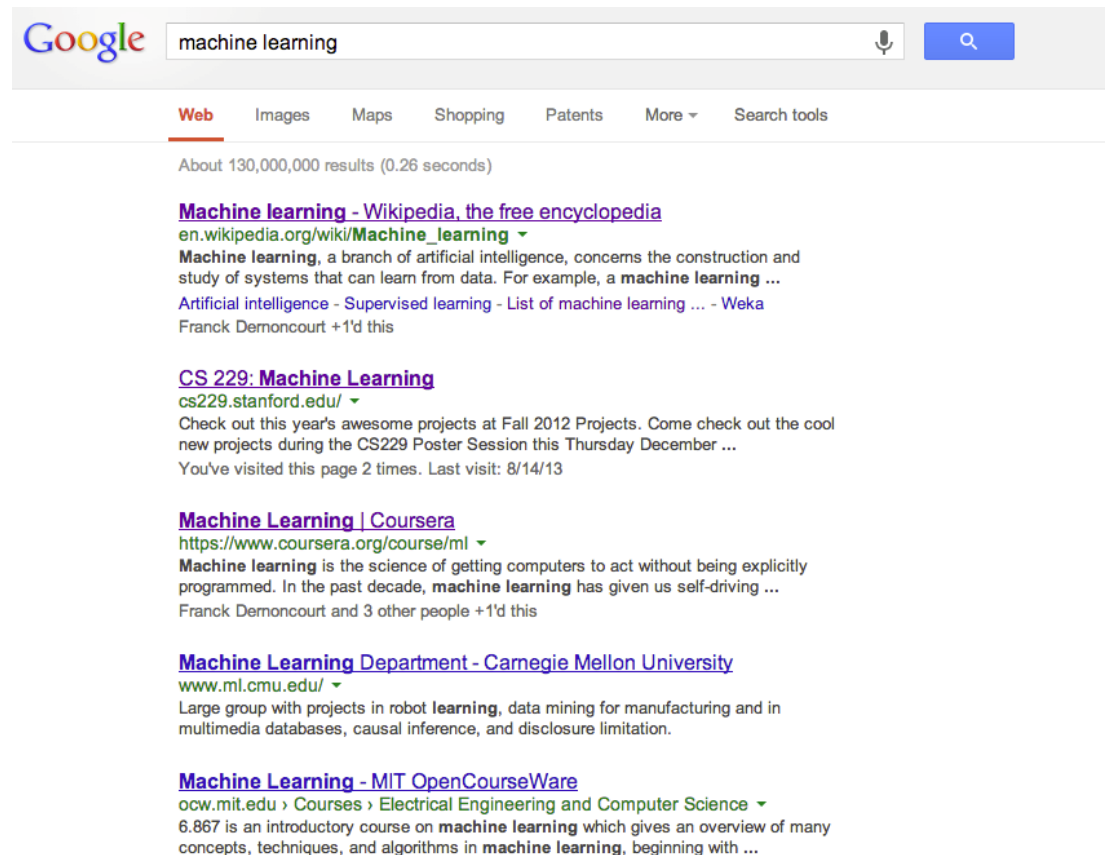 Google machine learning
Web Images Maps Shopping Patents More Search tools
About 130,000,000 results (0.26 seconds)
Machine learning - Wikipedia, the free encyclopedia
en.wikipedia.org/wiki/Machine_learning
Machine learning, a branch of artificial intelligence, concerns the construction and
study of systems that can learn from data. For example, a machine learning ...
Artificial intelligence - Supervised learning - List of machine learning ... - Weka
Franck Dernoncourt +1'd this
CS 229: Machine Learning
cs229.stanford.edu/
Check out this year's awesome projects at Fall 2012 Projects. Come check out the cool
new projects during the CS229 Poster Session this Thursday December ...
You've visited this page 2 times. Last visit: 8/14/13
Machine Learning | Coursera
https://www.coursera.org/course/ml
Machine learning is the science of getting computers to act without being explicitly
programmed. In the past decade, machine learning has given us self-driving ...
Franck Dernoncourt and 3 other people +1'd this
Machine Learning Department - Carnegie Mellon University
www.ml.cmu.edu/
Large group with projects in robot learning, data mining for manufacturing and in
multimedia databases, causal inference, and disclosure limitation.
Machine Learning - MIT OpenCourseWare
ocw.mit.edu › Courses › Electrical Engineering and Computer Science
6.867 is an introductory course on machine learning which gives an overview of many
concepts, techniques, and algorithms in machine learning, beginning with ...